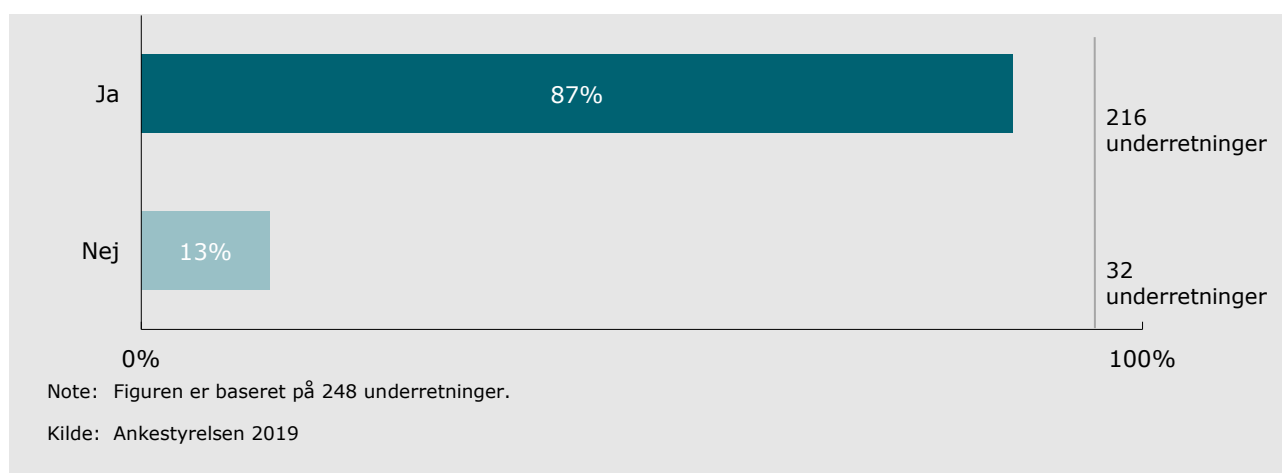 Ja
87%
216
underretninger
Nej
13%
32
underretninger
0%
100%
Note: Figuren er baseret på 248 underretninger.
Kilde: Ankestyrelsen 2019